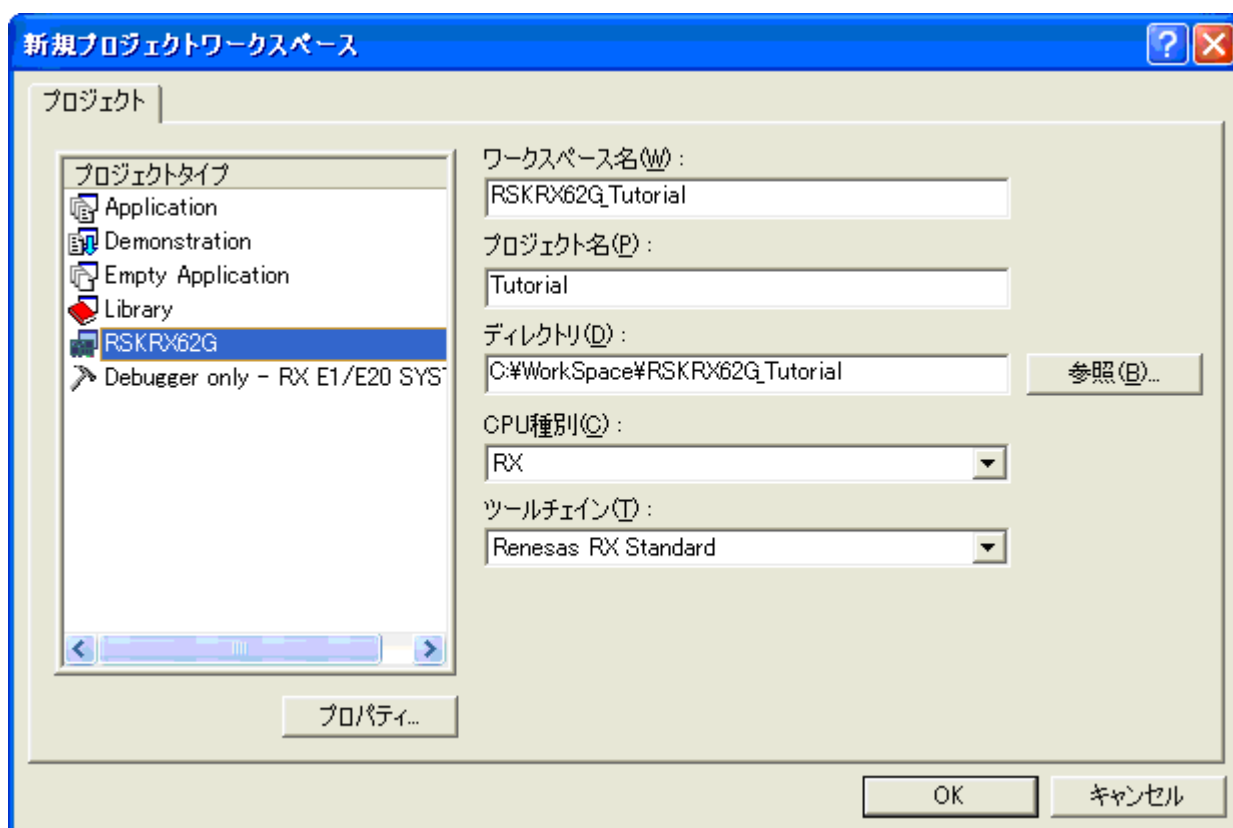 新規プロジェクトワークスペース
プロジェクト
プロジェクトタイプ
Application
Demonstration
Empty Application
Library
RSKRX62G
Debugger only - RX E1/E20 SYST
プロパティ...
ワークスペース名(W):
RSKRX62G_Tutorial
プロジェクト名(P):
Tutorial
ディレクトリ(D):
C:¥WorkSpace¥RSKRX62G_Tutorial
参照(B)...
CPU種別(C):
RX
ツールチェイン(T):
Renesas RX Standard
OK
キャンセル